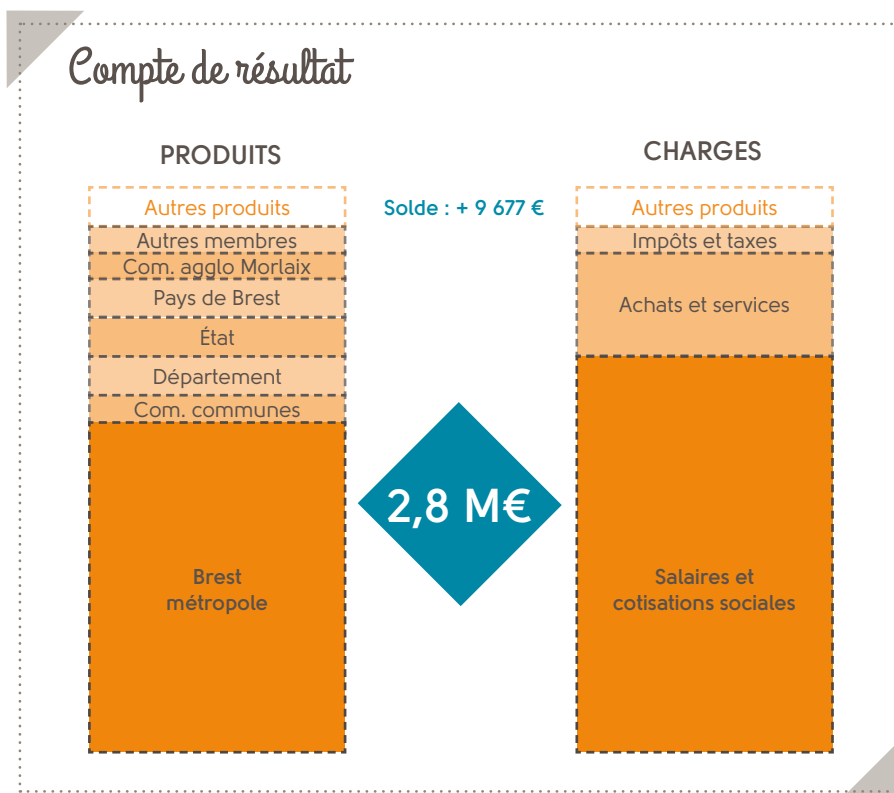 Compte de résultat
PRODUITS
Autres produits
Autres membres
Com. agglo Morlaix
Pays de Brest
État
Département
Com. communes
Brest
métropole
Solde : + 9 677 €
2,8 M€
CHARGES
Autres produits
Impôts et taxes
Achats et services
Salaires et
cotisations sociales